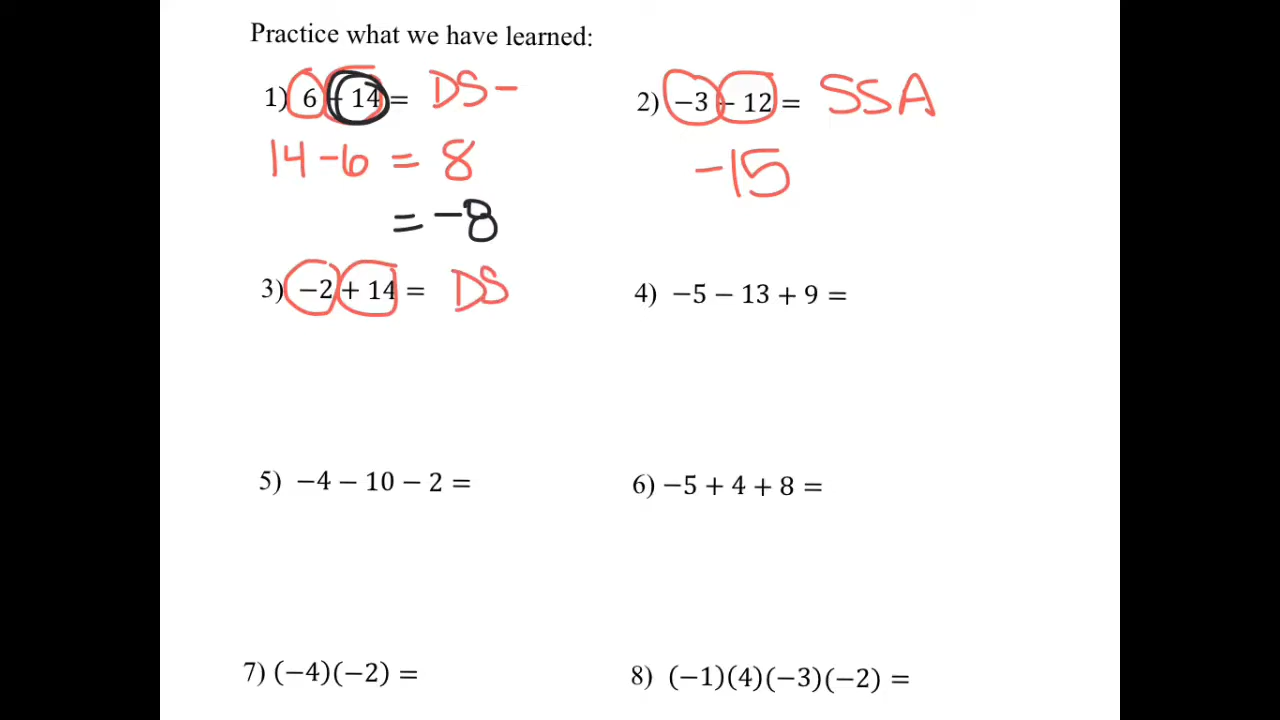 Practice what we have learned:
1) 6 − 14 = DS −
14 − 6 = 8
= −8
2) −3 − 12 = SSA
−15
3) −2 + 14 = DS
4) −5 − 13 + 9 =
5) −4 − 10 − 2 =
6) −5 + 4 + 8 =
7) (−4)(−2) =
8) (−1)(4)(−3)(−2) =